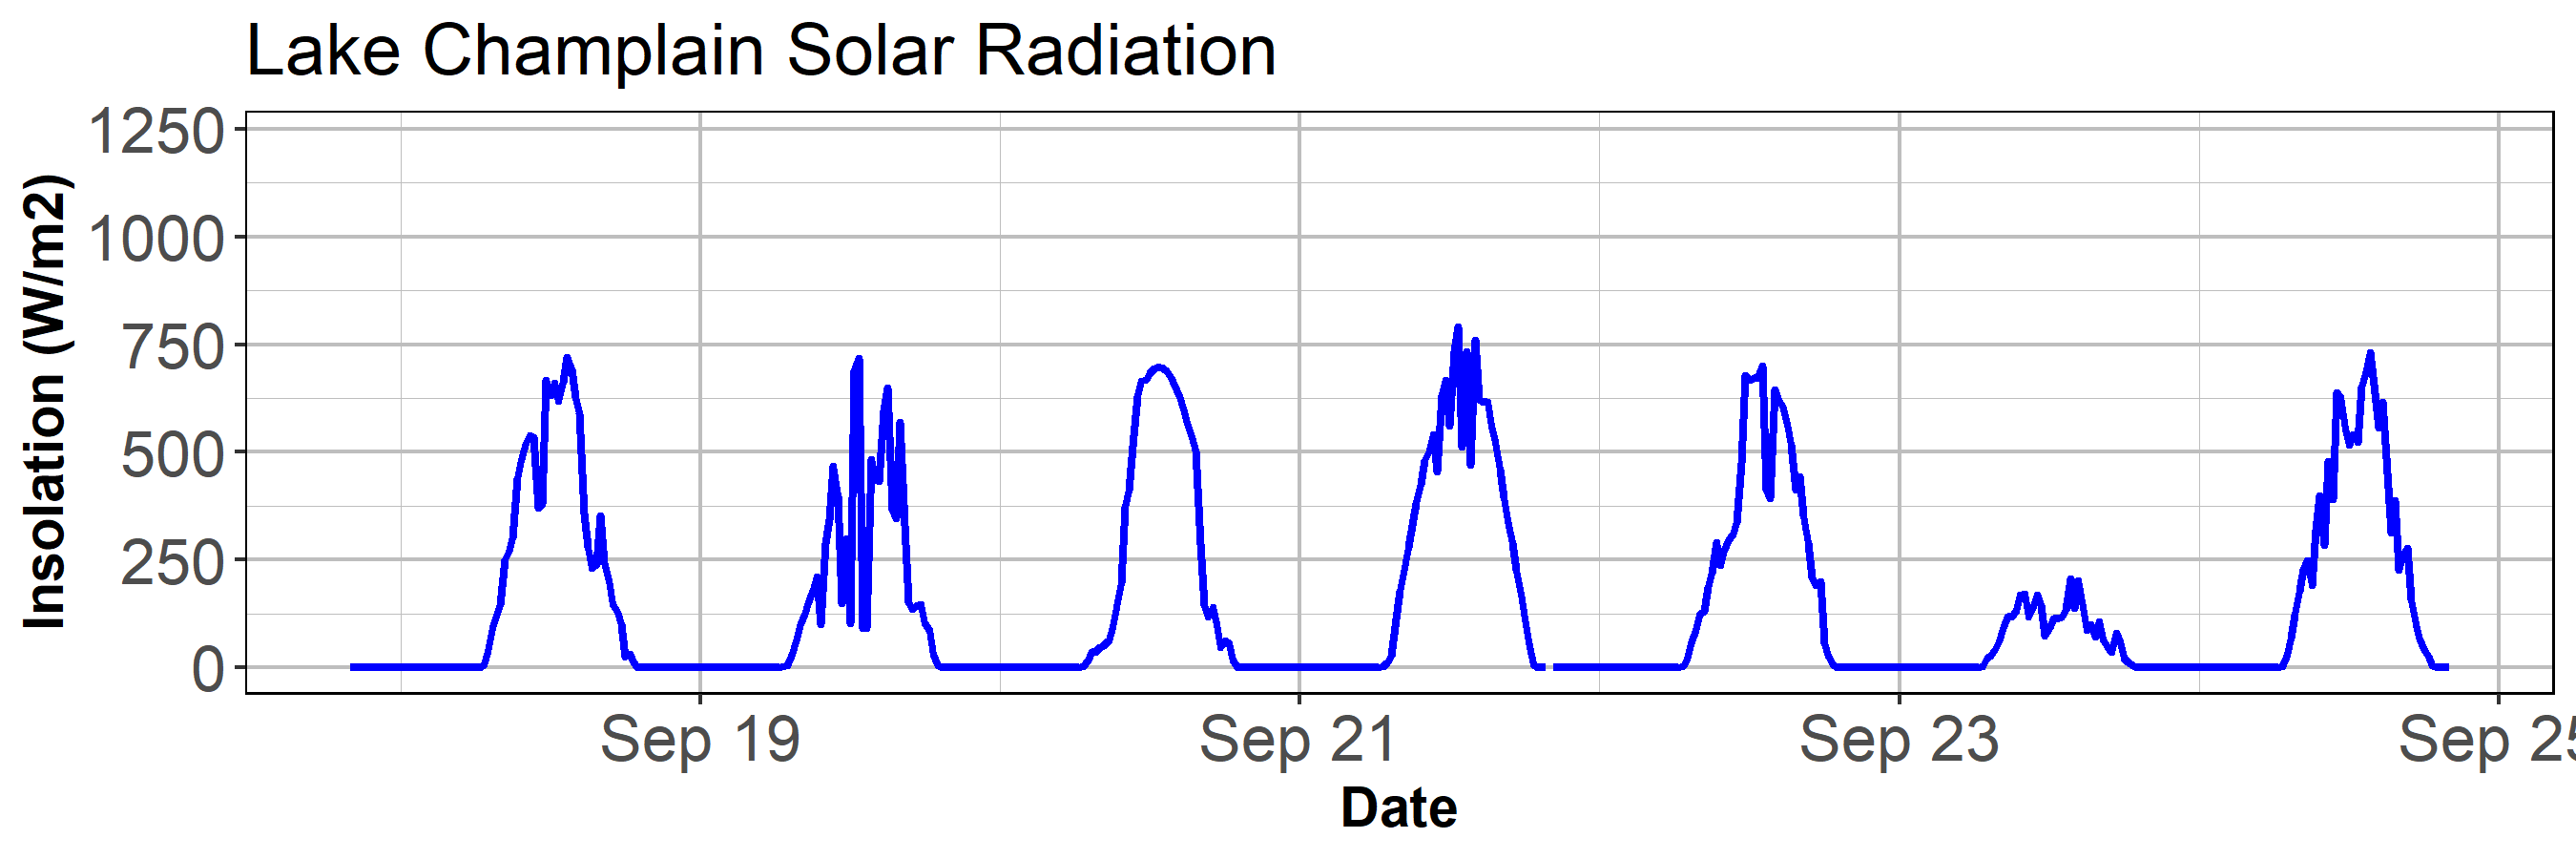 Lake Champlain Solar Radiation
1250
1000
750
500
250
0
Insolation (W/m2)
Sep 19 Sep 21 Sep 23 Sep 25
Date